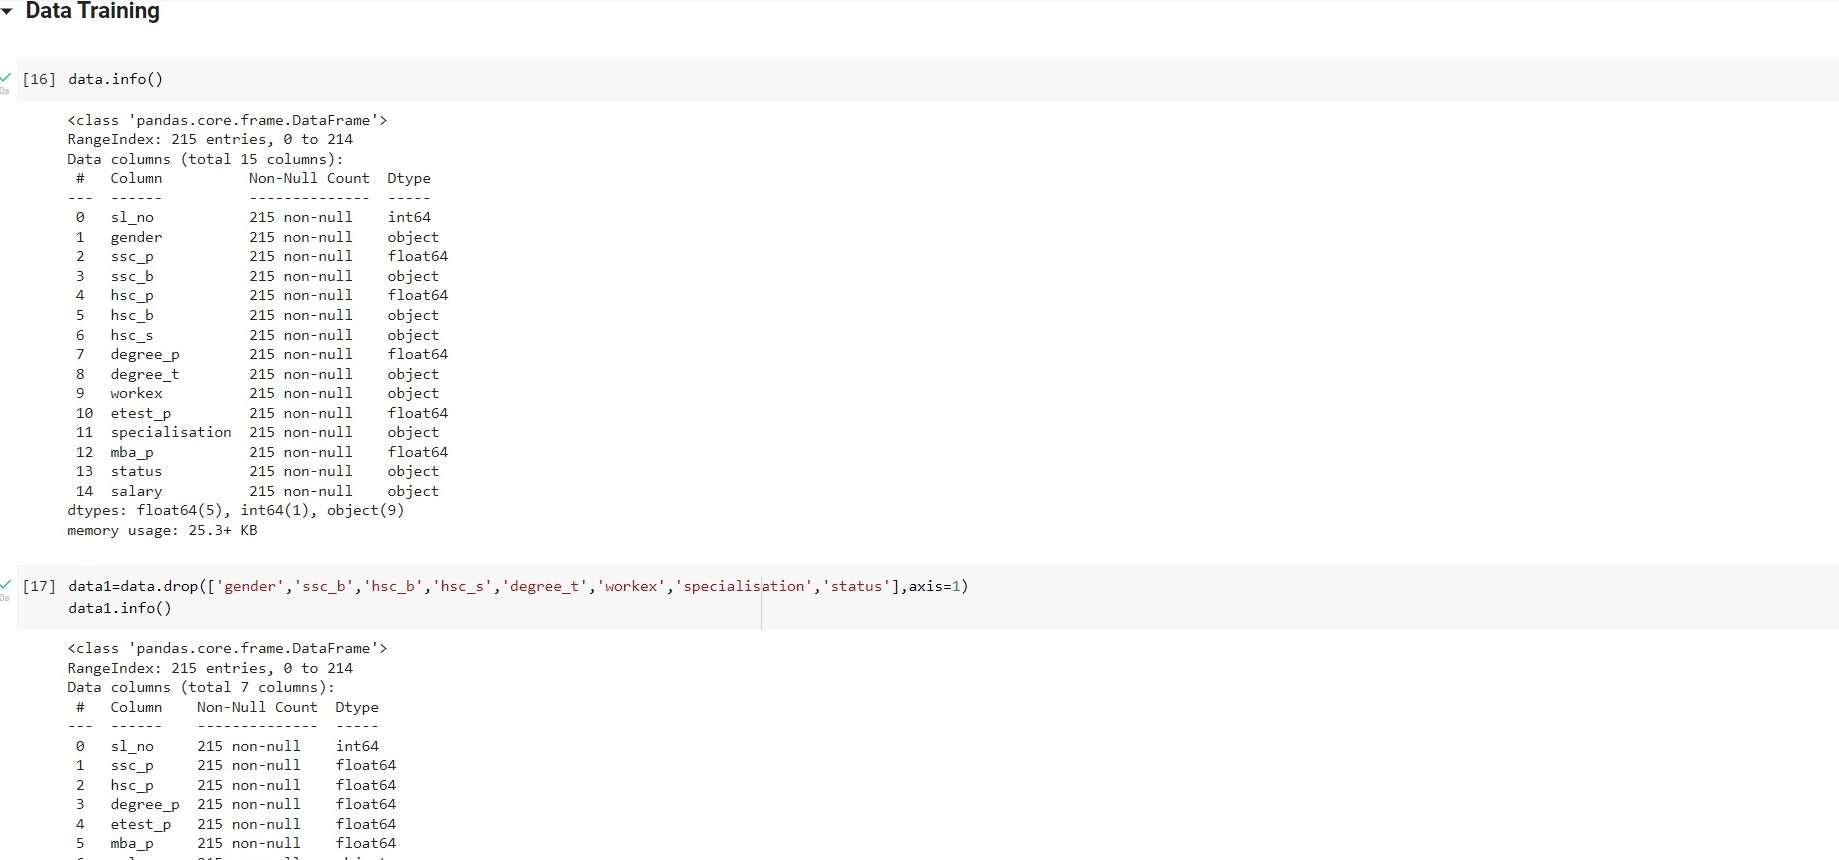 Data Training
[16] data.info()
0s
<class 'pandas.core.frame.DataFrame'>
RangeIndex: 215 entries, 0 to 214
Data columns (total 15 columns):
 #   Column          Non-Null Count  Dtype
---  ------          --------------  -----
 0   sl_no           215 non-null    int64
 1   gender          215 non-null    object
 2   ssc_p           215 non-null    float64
 3   ssc_b           215 non-null    object
 4   hsc_p           215 non-null    float64
 5   hsc_b           215 non-null    object
 6   hsc_s           215 non-null    object
 7   degree_p        215 non-null    float64
 8   degree_t        215 non-null    object
 9   workex          215 non-null    object
 10  etest_p         215 non-null    float64
 11  specialisation  215 non-null    object
 12  mba_p           215 non-null    float64
 13  status          215 non-null    object
 14  salary          215 non-null    object
dtypes: float64(5), int64(1), object(9)
memory usage: 25.3+ KB
[17] data1=data.drop(['gender','ssc_b','hsc_b','hsc_s','degree_t','workex','specialisation','status'],axis=1)
0s
data1.info()
<class 'pandas.core.frame.DataFrame'>
RangeIndex: 215 entries, 0 to 214
Data columns (total 7 columns):
 #   Column    Non-Null Count  Dtype
---  ------    --------------  -----
 0   sl_no     215 non-null    int64
 1   ssc_p     215 non-null    float64
 2   hsc_p     215 non-null    float64
 3   degree_p  215 non-null    float64
 4   etest_p   215 non-null    float64
 5   mba_p     215 non-null    float64